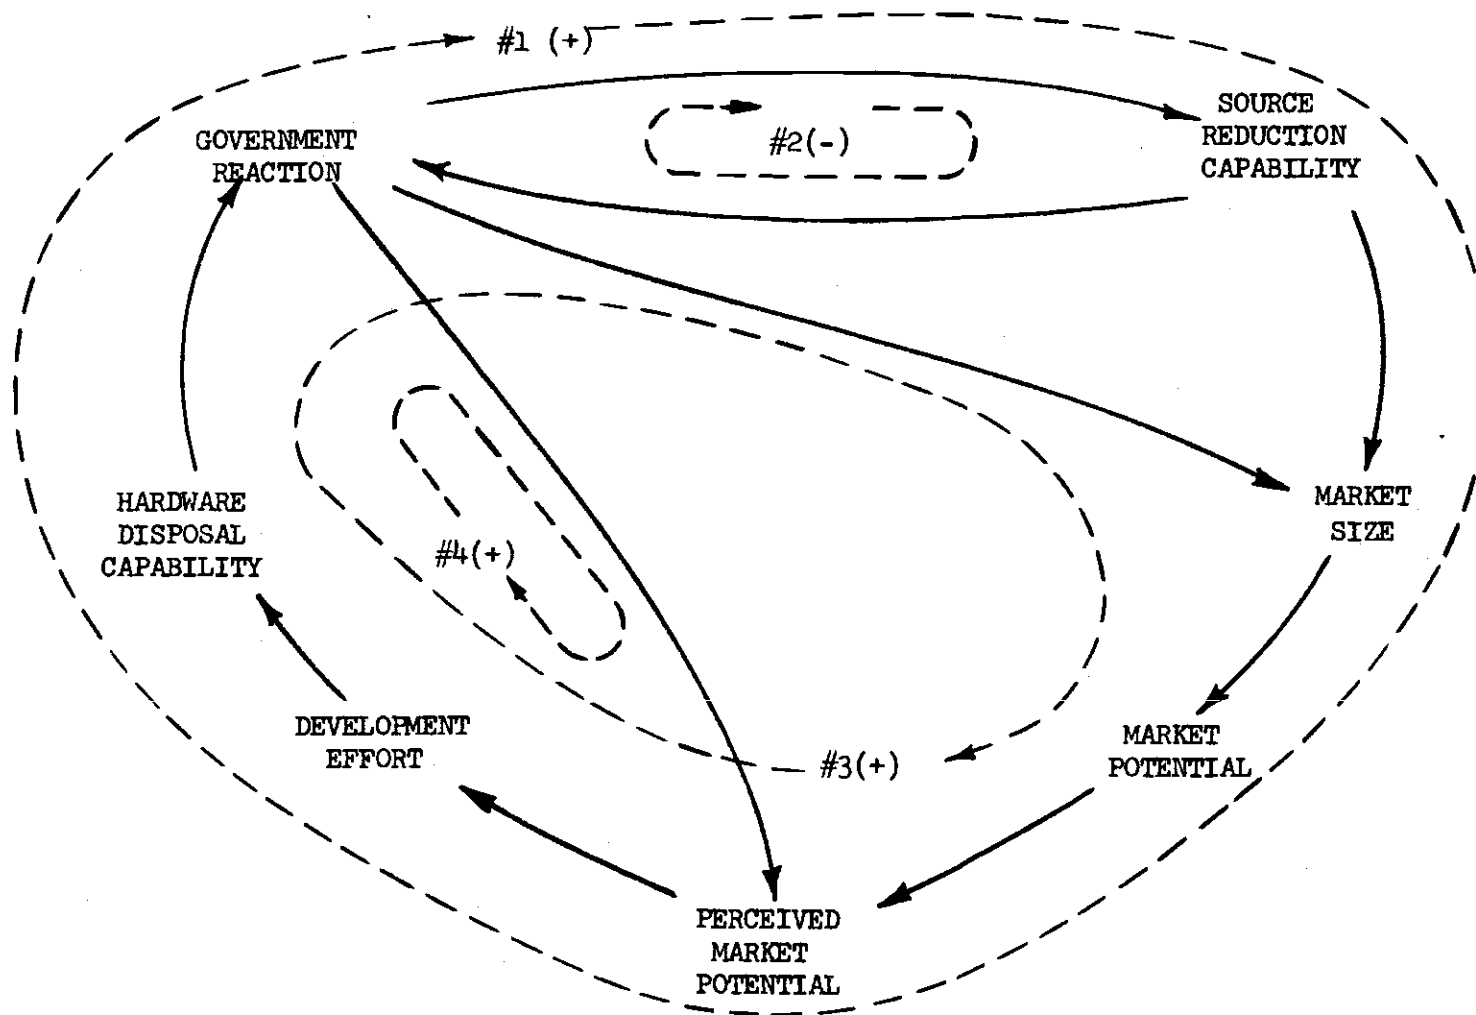 #1 (+)
SOURCE
REDUCTION
CAPABILITY
GOVERNMENT
REACTION
#2(-)
HARDWARE
DISPOSAL
CAPABILITY
MARKET
SIZE
#4(+)
DEVELOPMENT
EFFORT
#3(+)
MARKET
POTENTIAL
PERCEIVED
MARKET
POTENTIAL